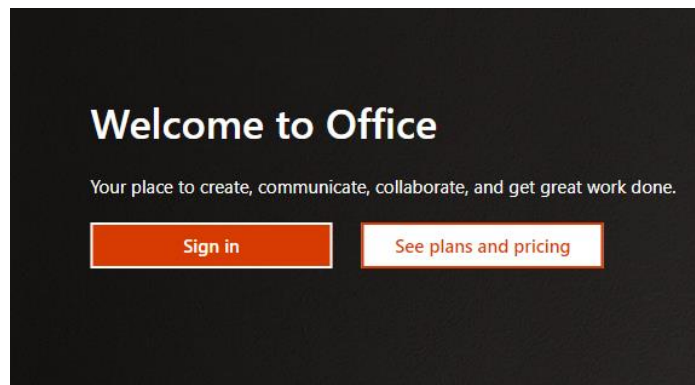 Welcome to Office
Your place to create, communicate, collaborate, and get great work done.
Sign in
See plans and pricing